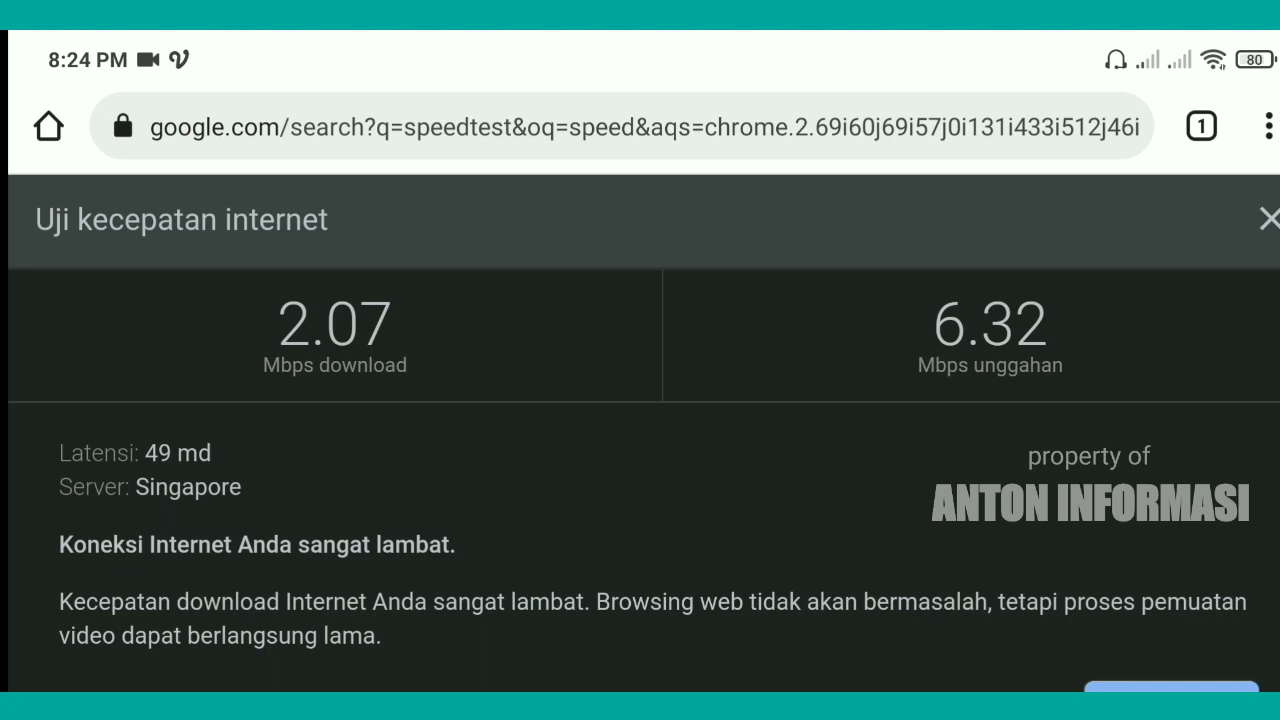 8:24 PM
80
google.com/search?q=speedtest&oq=speed&aqs=chrome.2.69i60j69i57j0i131i433i512j46i
1
Uji kecepatan internet
2.07
Mbps download
6.32
Mbps unggahan
Latensi: 49 md
Server: Singapore
property of
ANTON INFORMASI
Koneksi Internet Anda sangat lambat.
Kecepatan download Internet Anda sangat lambat. Browsing web tidak akan bermasalah, tetapi proses pemuatan
video dapat berlangsung lama.